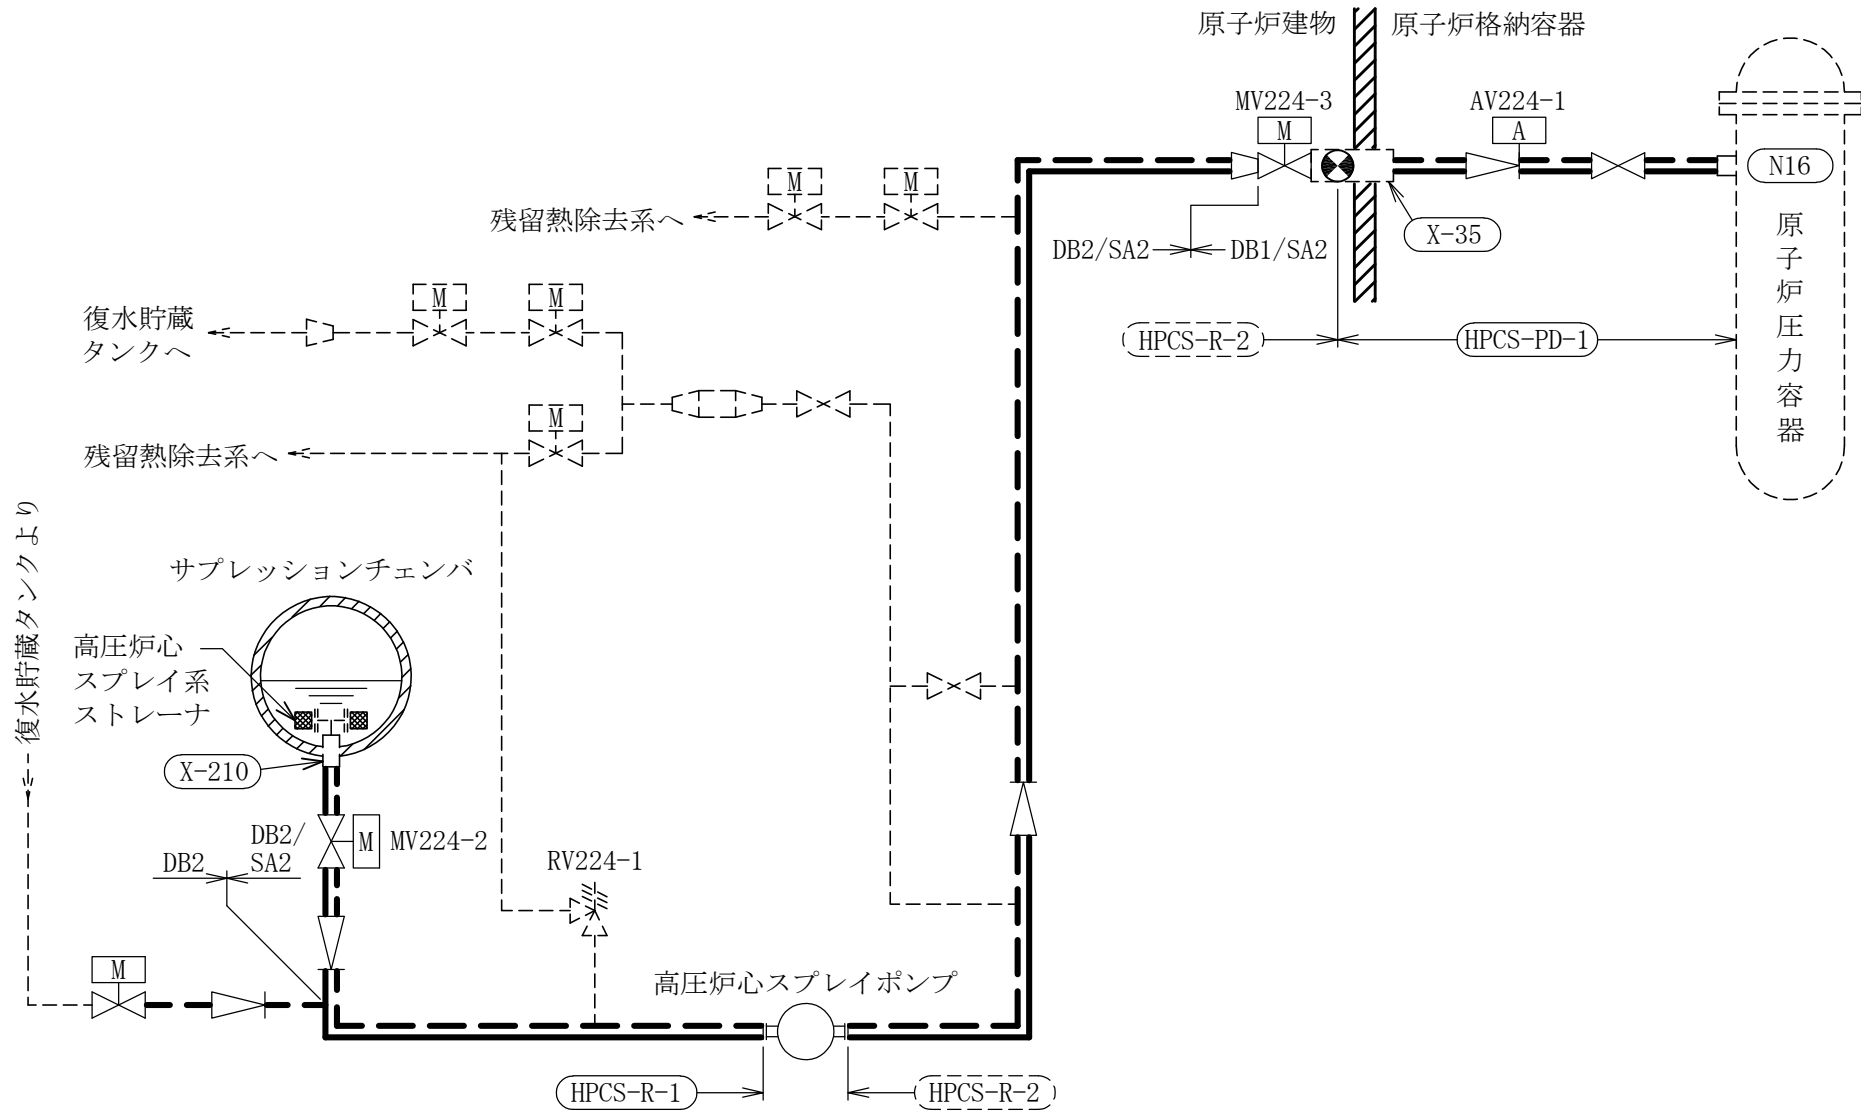 原子炉建物
原子炉格納容器
MV224-3
M
AV224-1
A
N16
原子炉圧力容器
X-35
DB2/SA2
DB1/SA2
HPCS-R-2
HPCS-PD-1
M
M
残留熱除去系へ
M
M
復水貯蔵
タンクへ
M
残留熱除去系へ
復水貯蔵タンクより
サプレッションチェンバ
高圧炉心
スプレイ系
ストレーナ
X-210
DB2/
SA2
DB2
M
MV224-2
RV224-1
M
高圧炉心スプレイポンプ
HPCS-R-1
HPCS-R-2